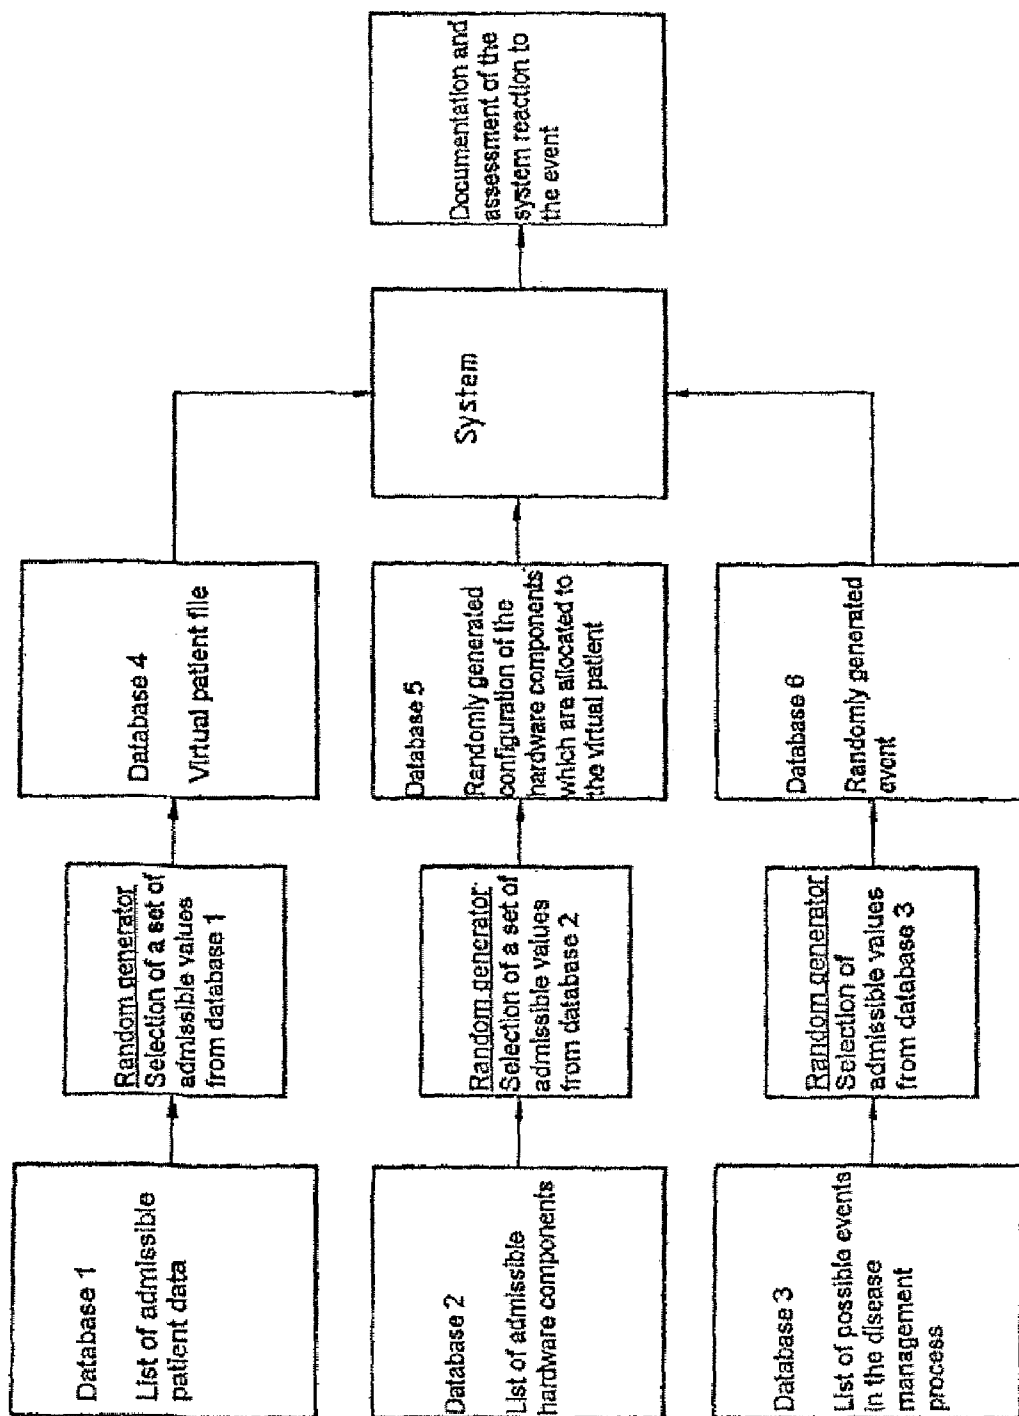 Database 1
List of admissible
patient data
Random generator
Selection of a set of
admissible values
from database 1
Database 4
Virtual patient file
Database 2
List of admissible
hardware components
Random generator:
Selection of a set of
admissible values
from database 2
Database 5
Randomly generated
configuration of the
hardware components
which are allocated to
the virtual patient
System
Documentation and
assessment of the
system reaction to
the event
Database 3
List of possible events
in the disease
management
process
Random generator
Selection of
admissible values
from database 3
Database 6
Randomly generated
event